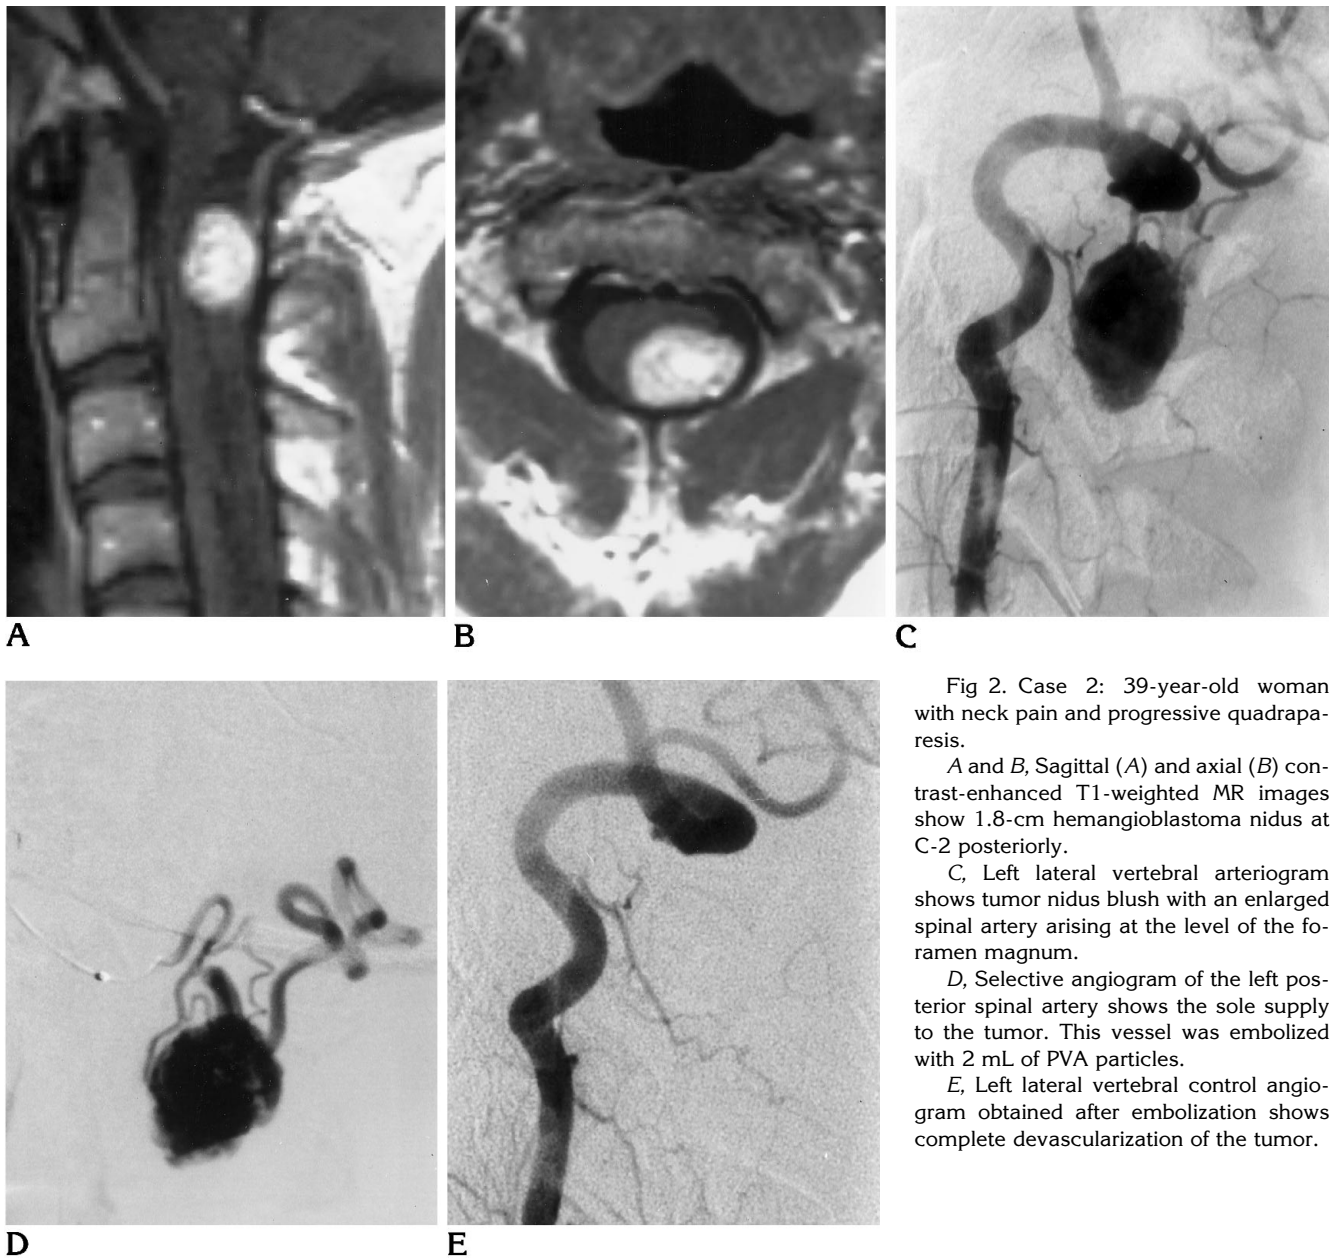 A
B
C
D
E
Fig 2. Case 2: 39-year-old woman
with neck pain and progressive quadrapa-
resis.
A and B, Sagittal (A) and axial (B) con-
trast-enhanced T1-weighted MR images
show 1.8-cm hemangioblastoma nidus at
C-2 posteriorly.
C, Left lateral vertebral arteriogram
shows tumor nidus blush with an enlarged
spinal artery arising at the level of the fo-
ramen magnum.
D, Selective angiogram of the left pos-
terior spinal artery shows the sole supply
to the tumor. This vessel was embolized
with 2 mL of PVA particles.
E, Left lateral vertebral control angio-
gram obtained after embolization shows
complete devascularization of the tumor.